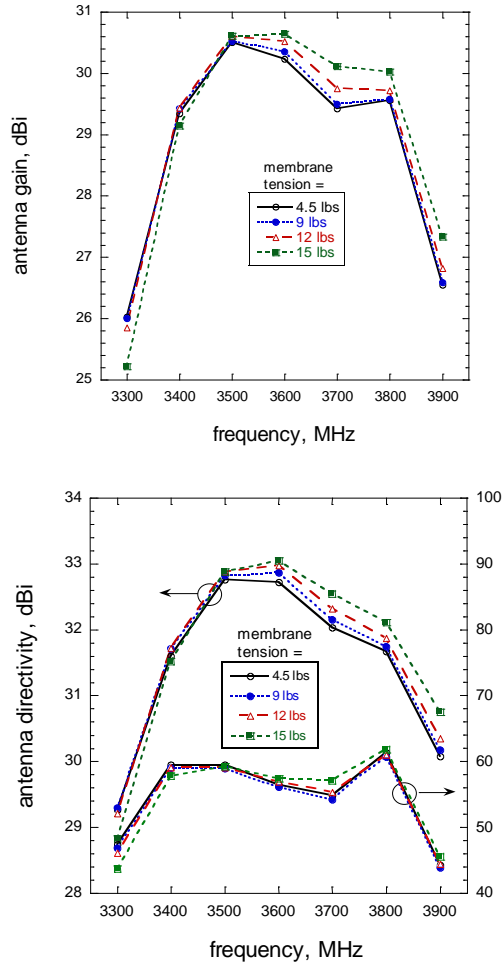 31
30
29
28
27
26
25
antenna gain, dBi
membrane
tension =
4.5 lbs
9 lbs
12 lbs
15 lbs
3300 3400 3500 3600 3700 3800 3900
frequency, MHz
34
33
32
31
30
29
28
antenna directivity, dBi
100
90
80
70
60
50
40
membrane
tension =
4.5 lbs
9 lbs
12 lbs
15 lbs
3300 3400 3500 3600 3700 3800 3900
frequency, MHz